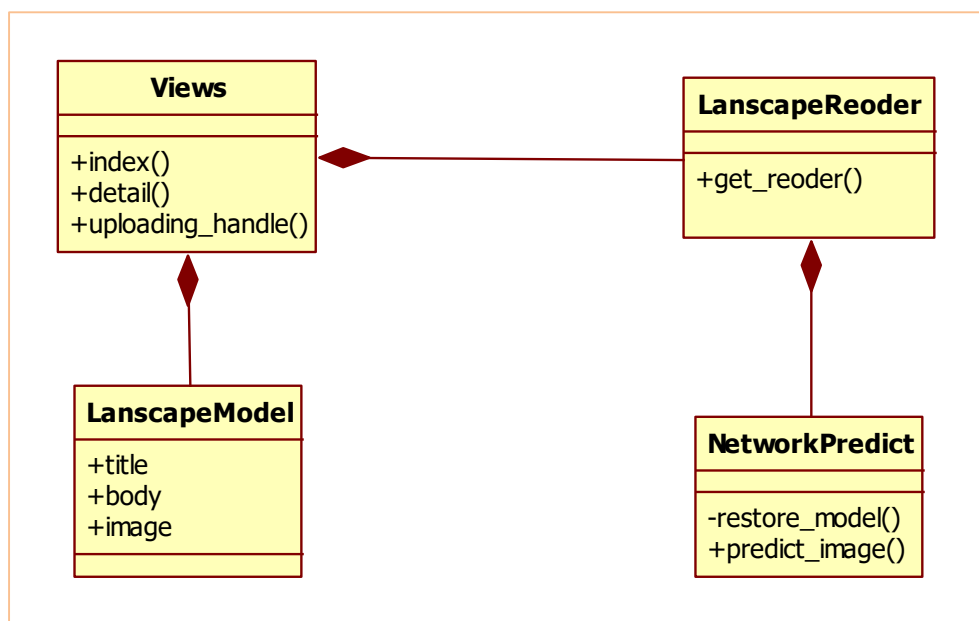 Views
+index()
+detail()
+uploading_handle()
LanscapeReoder
+get_reoder()
LanscapeModel
+title
+body
+image
NetworkPredict
-restore_model()
+predict_image()